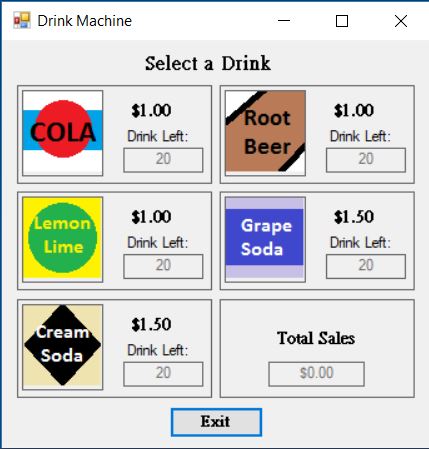 Drink Machine
Select a Drink
COLA
$1.00
Drink Left:
20
Root
Beer
$1.00
Drink Left:
20
Lemon
Lime
$1.00
Drink Left:
20
Grape
Soda
$1.50
Drink Left:
20
Cream
Soda
$1.50
Drink Left:
20
Total Sales
$0.00
Exit